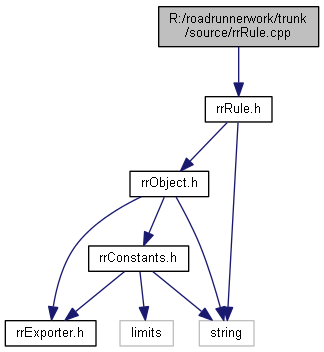 R:/roadrunnerwork/trunk
/source/rrRule.cpp
rrRule.h
rrObject.h
rrConstants.h
rrExporter.h
limits
string